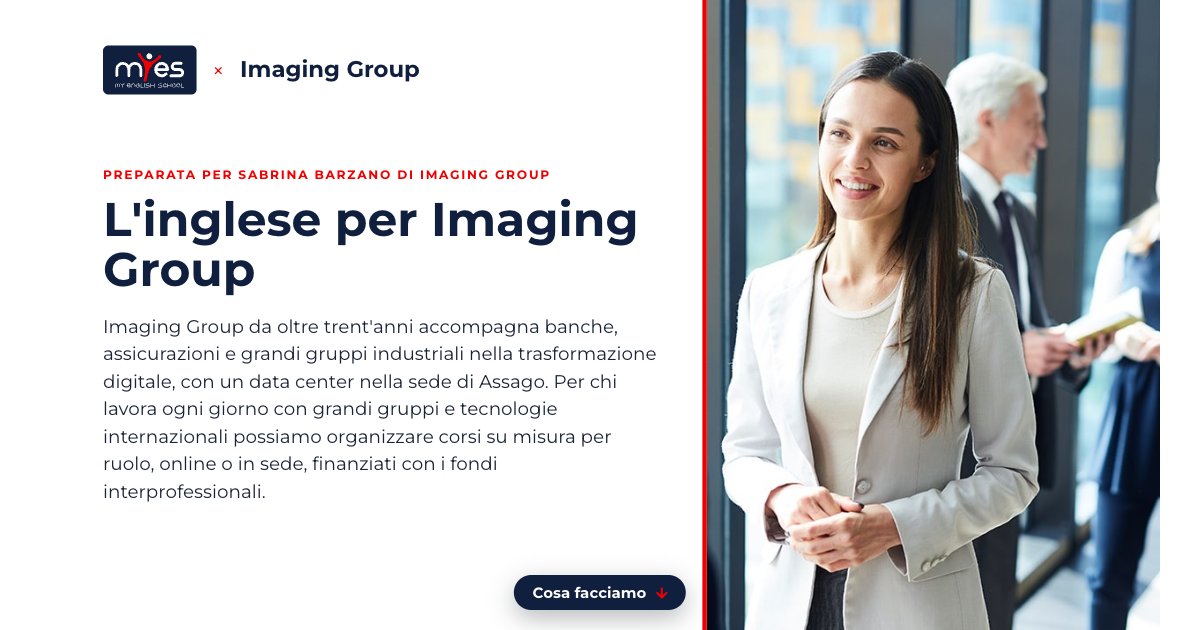 myes
MY ENGLISH SCHOOL
× Imaging Group
PREPARATA PER SABRINA BARZANO DI IMAGING GROUP
L'inglese per Imaging
Group
Imaging Group da oltre trent'anni accompagna banche,
assicurazioni e grandi gruppi industriali nella trasformazione
digitale, con un data center nella sede di Assago. Per chi
lavora ogni giorno con grandi gruppi e tecnologie
internazionali possiamo organizzare corsi su misura per
ruolo, online o in sede, finanziati con i fondi
interprofessionali.
Cosa facciamo ↓